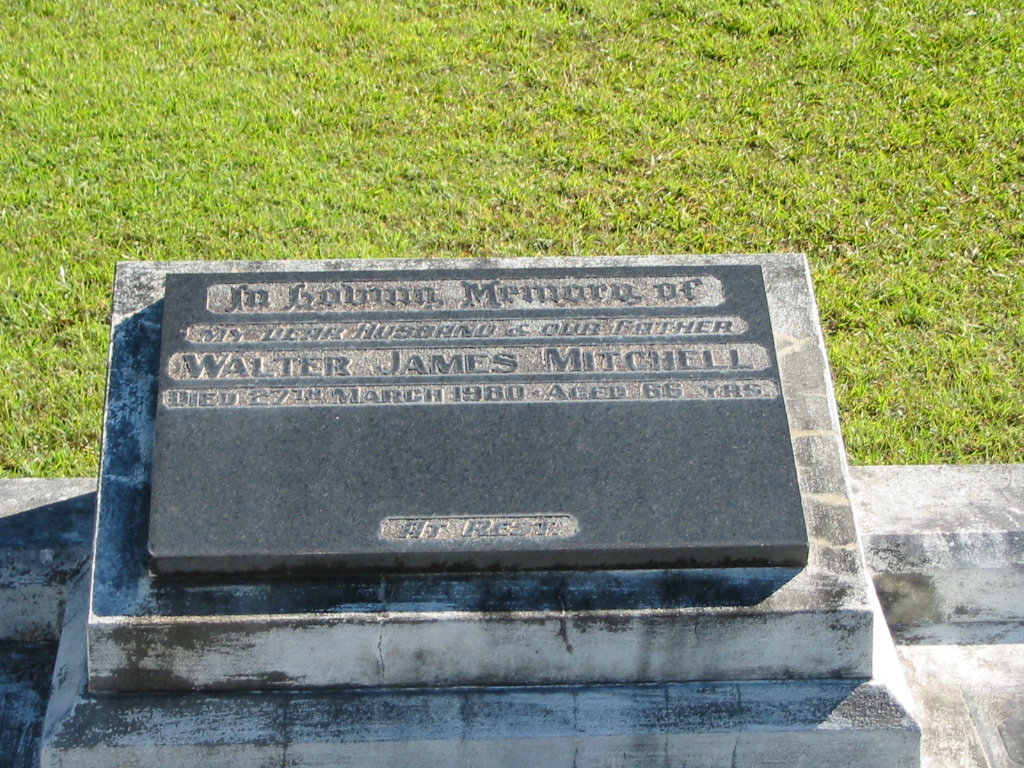 In Loving Memory of
MY DEAR HUSBAND & OUR FATHER
WALTER JAMES MITCHELL
DIED 27TH MARCH 1980 - AGED 66 YRS
AT REST.